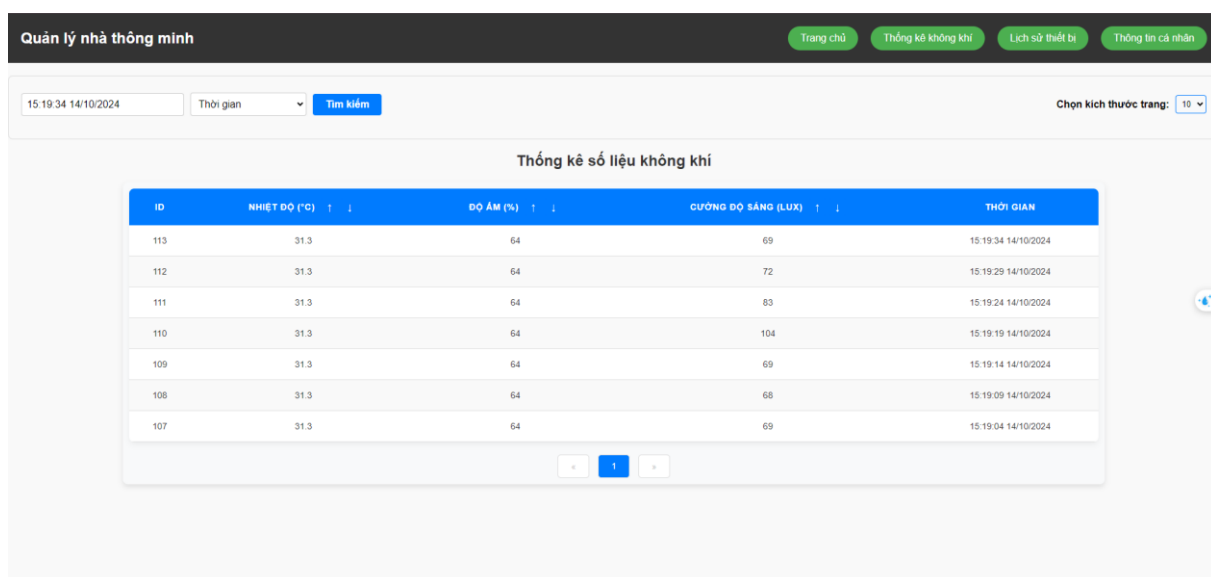 Quản lý nhà thông minh Trang chủ Thống kê không khí Lịch sử thiết bị Thông tin cá nhân
15:19:34 14/10/2024 Thời gian Tìm kiếm Chọn kích thước trang: 10
Thống kê số liệu không khí
ID NHIỆT ĐỘ (°C) ↑ ↓ ĐỘ ẨM (%) ↑ ↓ CƯỜNG ĐỘ SÁNG (LUX) ↑ ↓ THỜI GIAN
113 31.3 64 69 15:19:34 14/10/2024
112 31.3 64 72 15:19:29 14/10/2024
111 31.3 64 83 15:19:24 14/10/2024
110 31.3 64 104 15:19:19 14/10/2024
109 31.3 64 69 15:19:14 14/10/2024
108 31.3 64 68 15:19:09 14/10/2024
107 31.3 64 69 15:19:04 14/10/2024
« 1 »